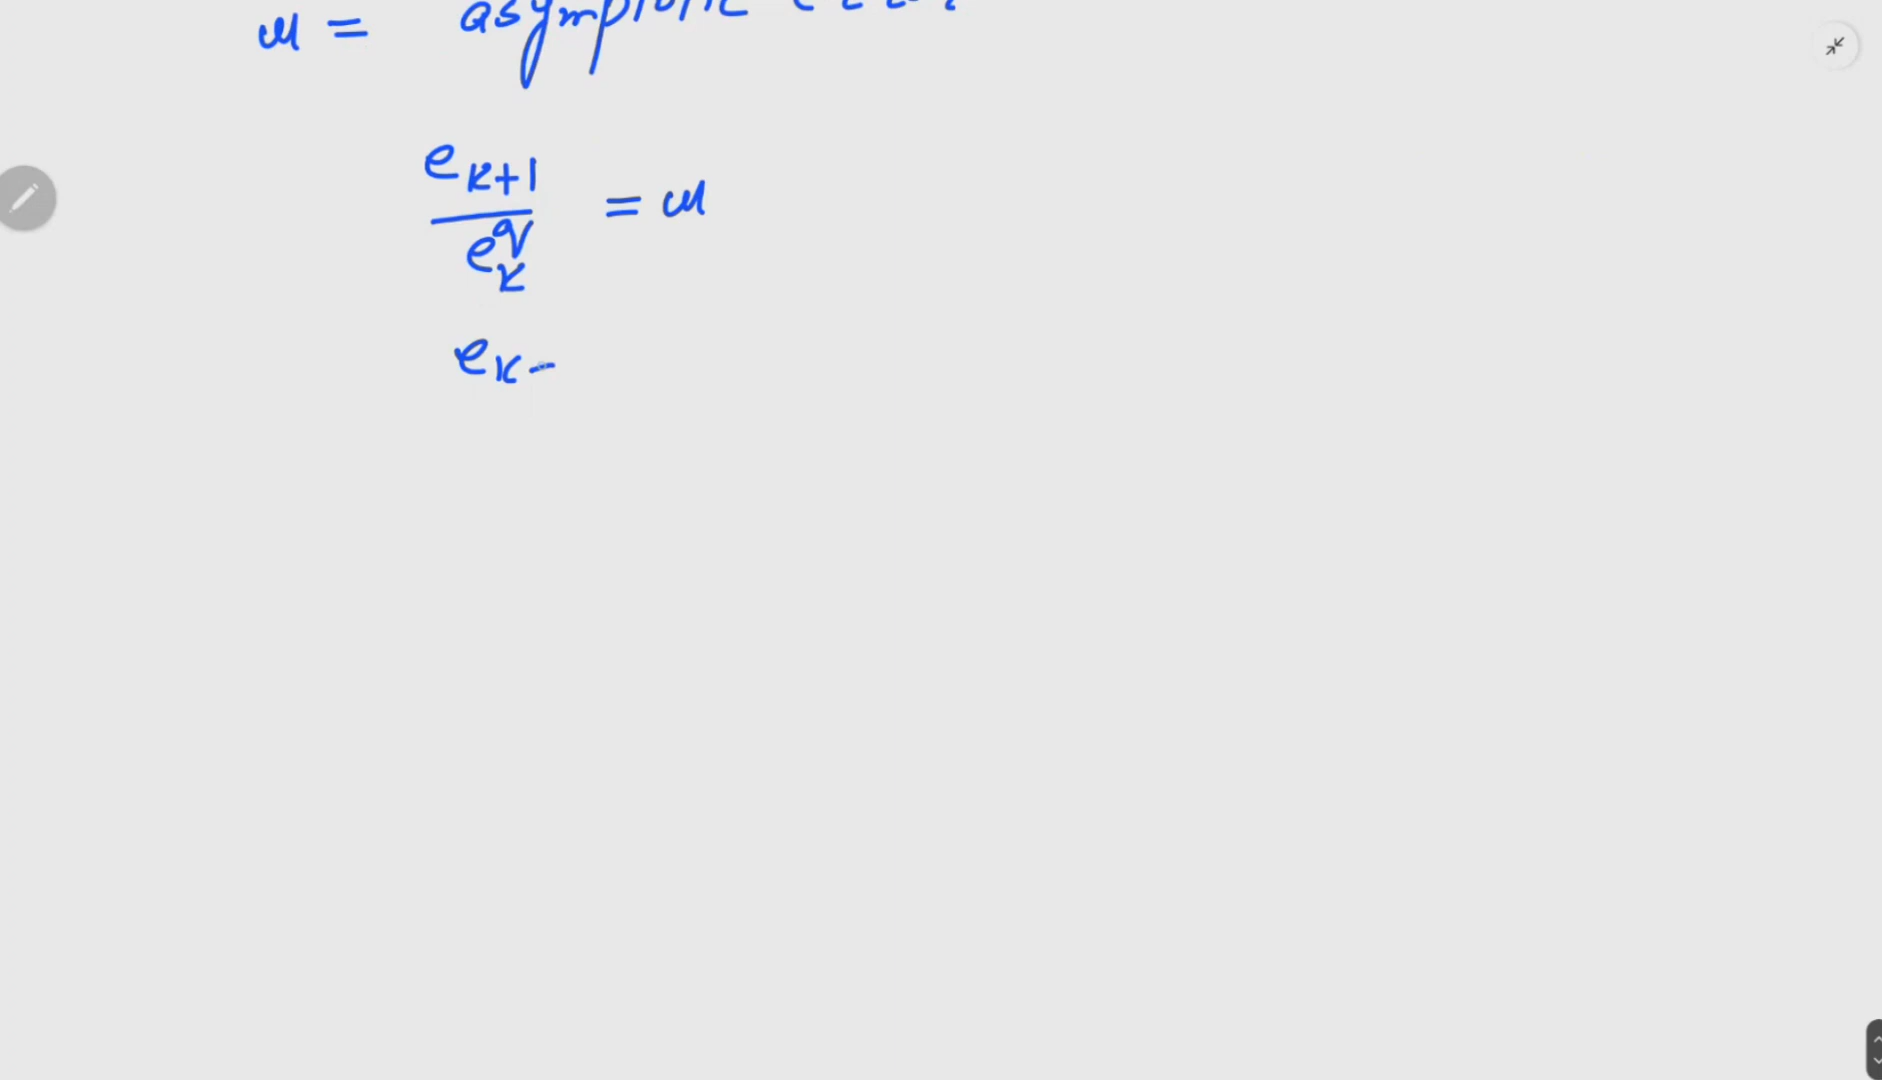 μ = asymptotic
e_{k+1} / e_k^q = μ
e_k -